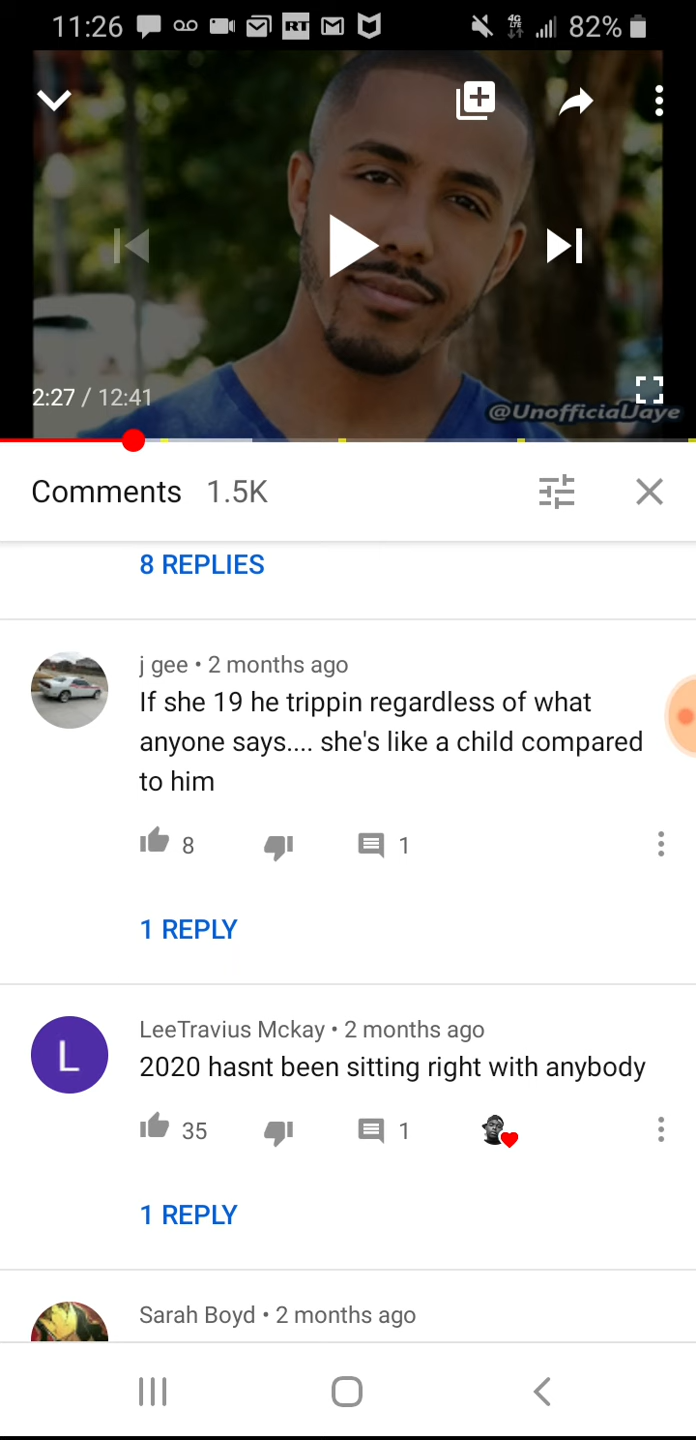 11:26
RT
4G
LTE
82%
2:27 / 12:41
@UnofficialJaye
Comments 1.5K
8 REPLIES
j gee • 2 months ago
If she 19 he trippin regardless of what
anyone says.... she's like a child compared
to him
8
1
1 REPLY
L
LeeTravius Mckay • 2 months ago
2020 hasnt been sitting right with anybody
35
1
1 REPLY
Sarah Boyd • 2 months ago